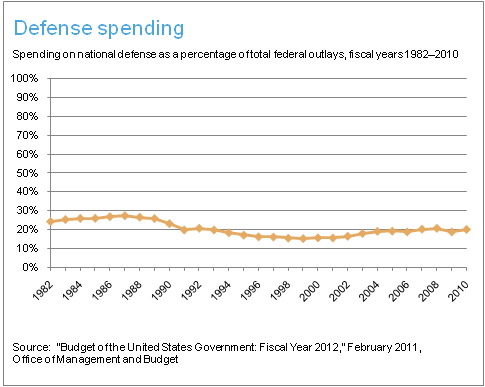 Defense spending
Spending on national defense as a percentage of total federal outlays, fiscal years 1982–2010
100%
90%
80%
70%
60%
50%
40%
30%
20%
10%
0%
1982 1984 1986 1988 1990 1992 1994 1996 1998 2000 2002 2004 2006 2008 2010
Source: "Budget of the United States Government: Fiscal Year 2012," February 2011,
Office of Management and Budget